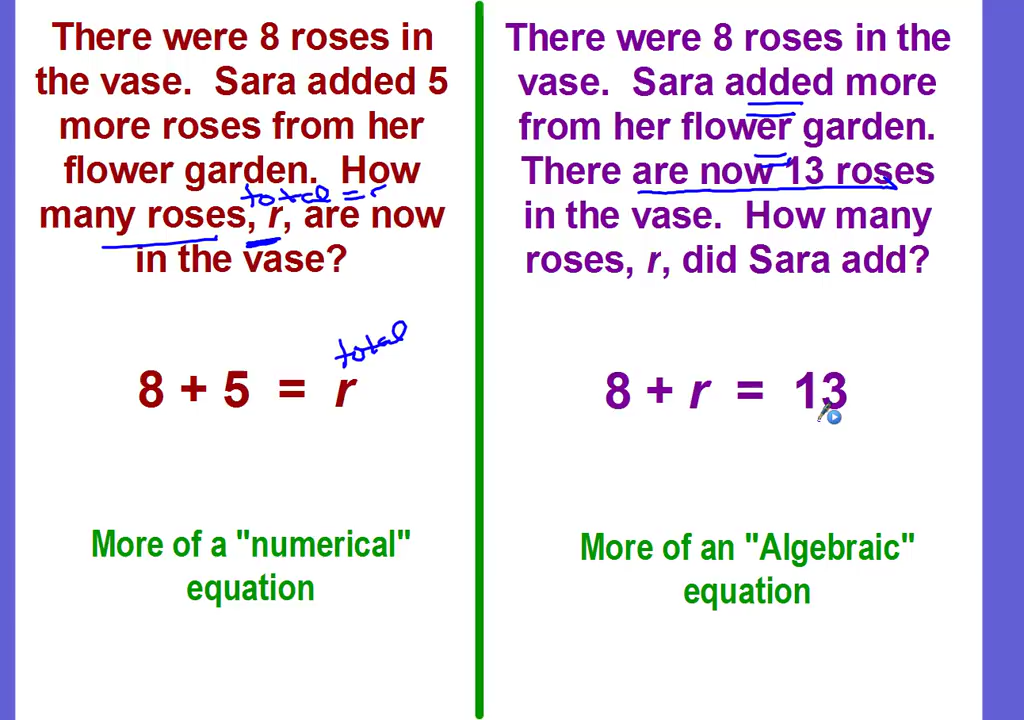 There were 8 roses in
the vase. Sara added 5
more roses from her
flower garden. How
total = r
many roses, r, are now
in the vase?
total
8 + 5 = r
More of a "numerical"
equation
There were 8 roses in the
vase. Sara added more
from her flower garden.
There are now 13 roses
in the vase. How many
roses, r, did Sara add?
8 + r = 13
More of an "Algebraic"
equation